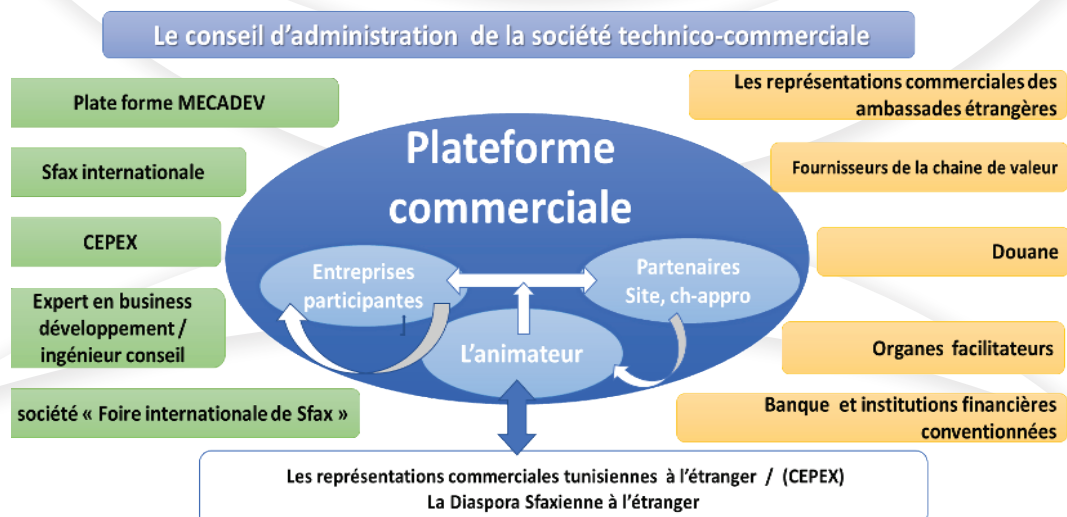 Le conseil d'administration de la société technico-commerciale
Plate forme MECADEV
Sfax internationale
CEPEX
Expert en business
développement /
ingénieur conseil
société « Foire internationale de Sfax »
Plateforme
commerciale
Entreprises
participantes
Partenaires
Site, ch-appro
L'animateur
Les représentations commerciales des
ambassades étrangères
Fournisseurs de la chaine de valeur
Douane
Organes facilitateurs
Banque et institutions financières
conventionnées
Les représentations commerciales tunisiennes à l'étranger / (CEPEX)
La Diaspora Sfaxienne à l'étranger